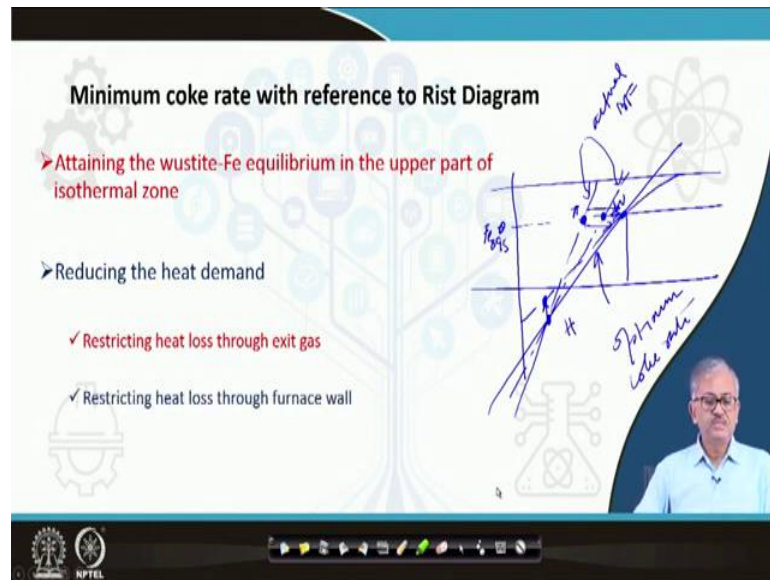 Minimum coke rate with reference to Rist Diagram
➤Attaining the wustite-Fe equilibrium in the upper part of
isothermal zone
➤Reducing the heat demand
✓ Restricting heat loss through exit gas
✓ Restricting heat loss through furnace wall
actual
W
H
optimum
coke rate
NPTEL